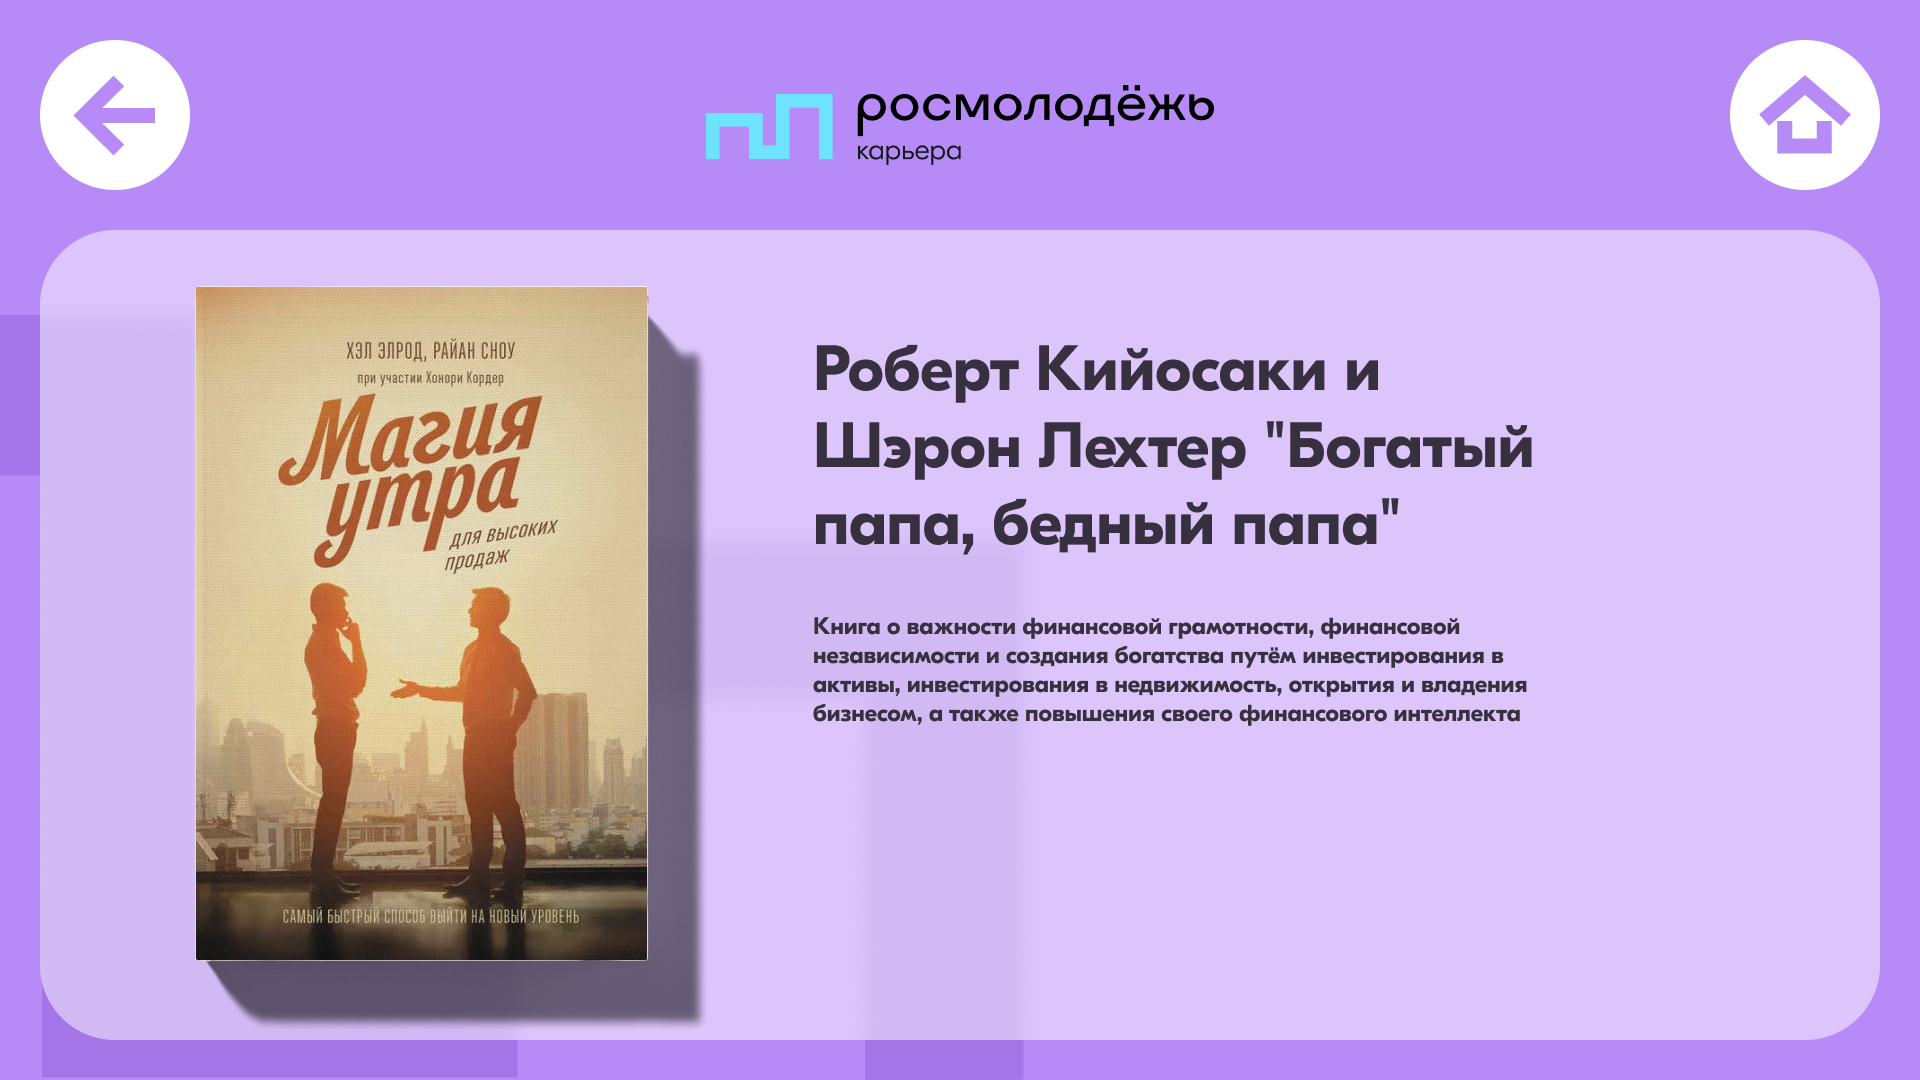 росмолодёжь
карьера
ХЭЛ ЭЛРОД, РАЙАН СНОУ
при участии Хонори Кордер
Магия
утра
для высоких
продаж
САМЫЙ БЫСТРЫЙ СПОСОБ ВЫЙТИ НА НОВЫЙ УРОВЕНЬ
Роберт Кийосаки и
Шэрон Лехтер "Богатый
папа, бедный папа"
Книга о важности финансовой грамотности, финансовой
независимости и создания богатства путём инвестирования в
активы, инвестирования в недвижимость, открытия и владения
бизнесом, а также повышения своего финансового интеллекта